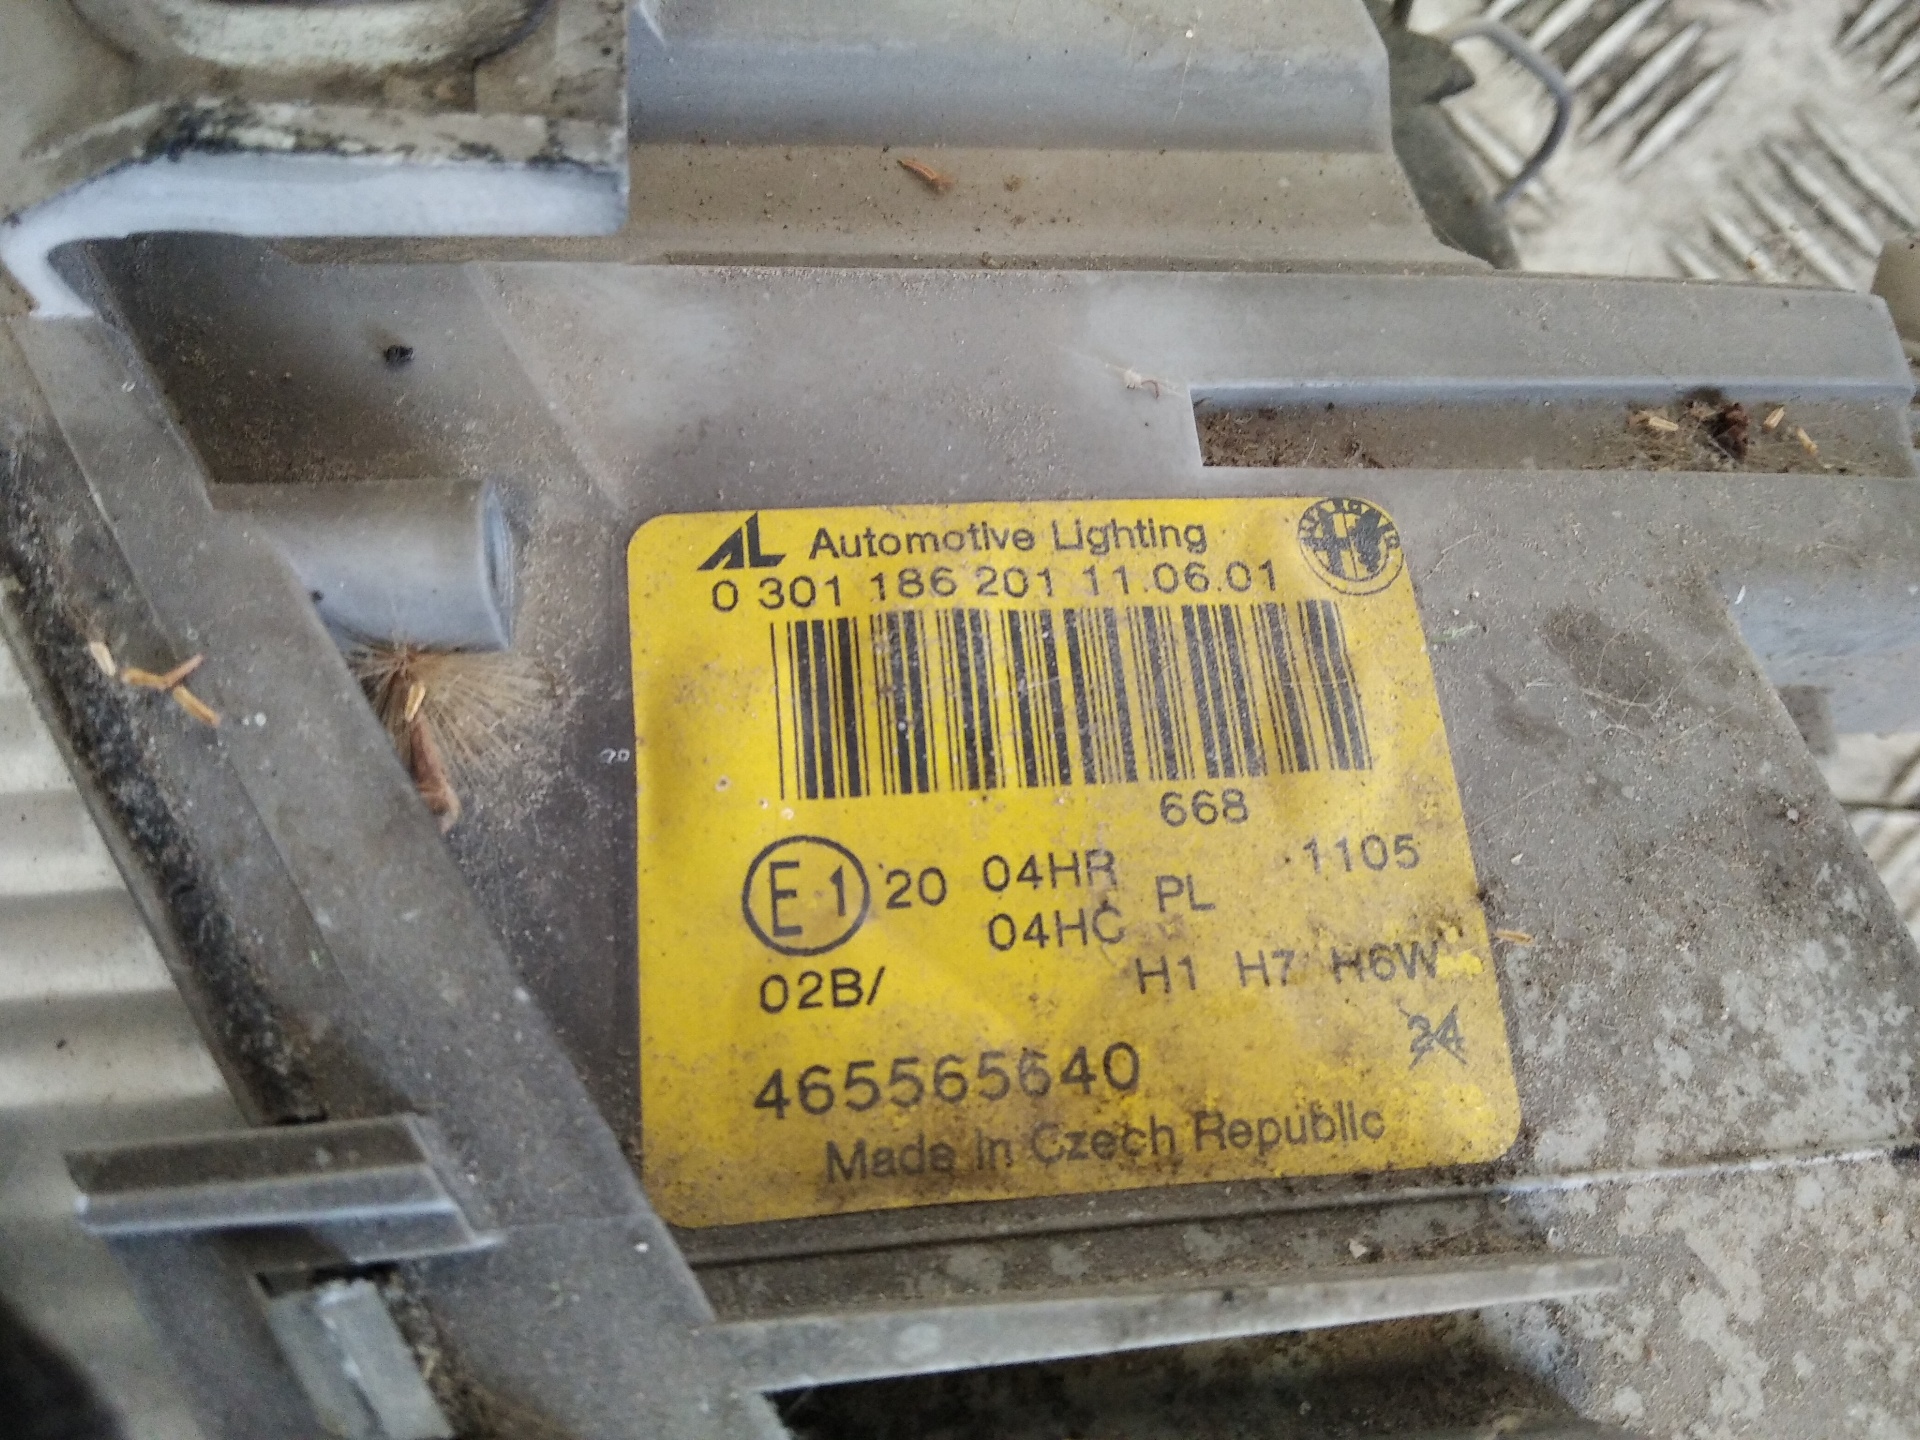 AL Automotive Lighting
0 301 186 201 11.06.01
668
E1 20 04HR PL 1105
04HC
02B/ H1 H7 H6W
24
465565640
Made in Czech Republic